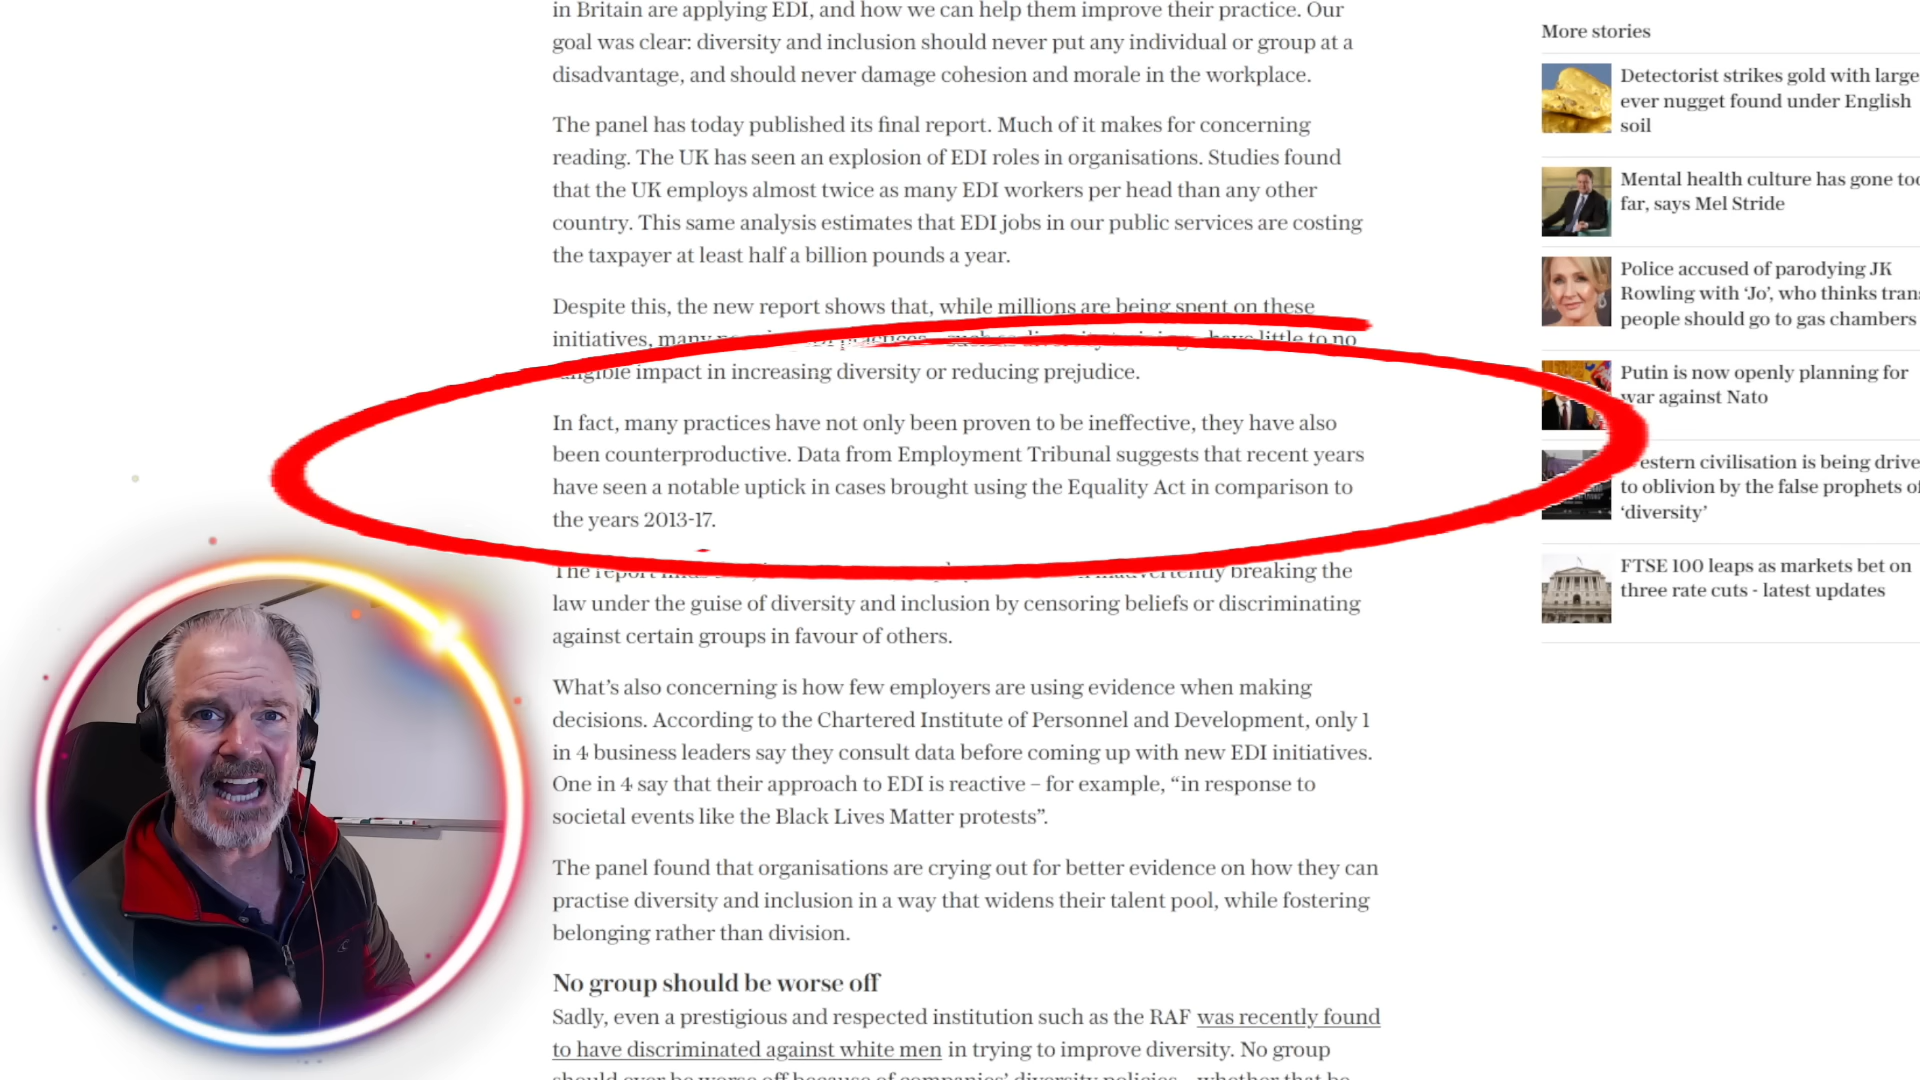 in Britain are applying EDI, and how we can help them improve their practice. Our
goal was clear: diversity and inclusion should never put any individual or group at a
disadvantage, and should never damage cohesion and morale in the workplace.
The panel has today published its final report. Much of it makes for concerning
reading. The UK has seen an explosion of EDI roles in organisations. Studies found
that the UK employs almost twice as many EDI workers per head than any other
country. This same analysis estimates that EDI jobs in our public services are costing
the taxpayer at least half a billion pounds a year.
Despite this, the new report shows that, while millions are being spent on these
initiatives, many practices such as diversity training have little to no
tangible impact in increasing diversity or reducing prejudice.
In fact, many practices have not only been proven to be ineffective, they have also
been counterproductive. Data from Employment Tribunal suggests that recent years
have seen a notable uptick in cases brought using the Equality Act in comparison to
the years 2013-17.
The report inadvertently breaking the
law under the guise of diversity and inclusion by censoring beliefs or discriminating
against certain groups in favour of others.
What's also concerning is how few employers are using evidence when making
decisions. According to the Chartered Institute of Personnel and Development, only 1
in 4 business leaders say they consult data before coming up with new EDI initiatives.
One in 4 say that their approach to EDI is reactive – for example, “in response to
societal events like the Black Lives Matter protests”.
The panel found that organisations are crying out for better evidence on how they can
practise diversity and inclusion in a way that widens their talent pool, while fostering
belonging rather than division.
No group should be worse off
Sadly, even a prestigious and respected institution such as the RAF was recently found
to have discriminated against white men in trying to improve diversity. No group
should ever be worse off because of companies' diversity policies – whether that be
More stories
Detectorist strikes gold with large
ever nugget found under English
soil
Mental health culture has gone too
far, says Mel Stride
Police accused of parodying JK
Rowling with ‘Jo’, who thinks trans
people should go to gas chambers
Putin is now openly planning for
war against Nato
estern civilisation is being drive
to oblivion by the false prophets of
‘diversity’
FTSE 100 leaps as markets bet on
three rate cuts - latest updates